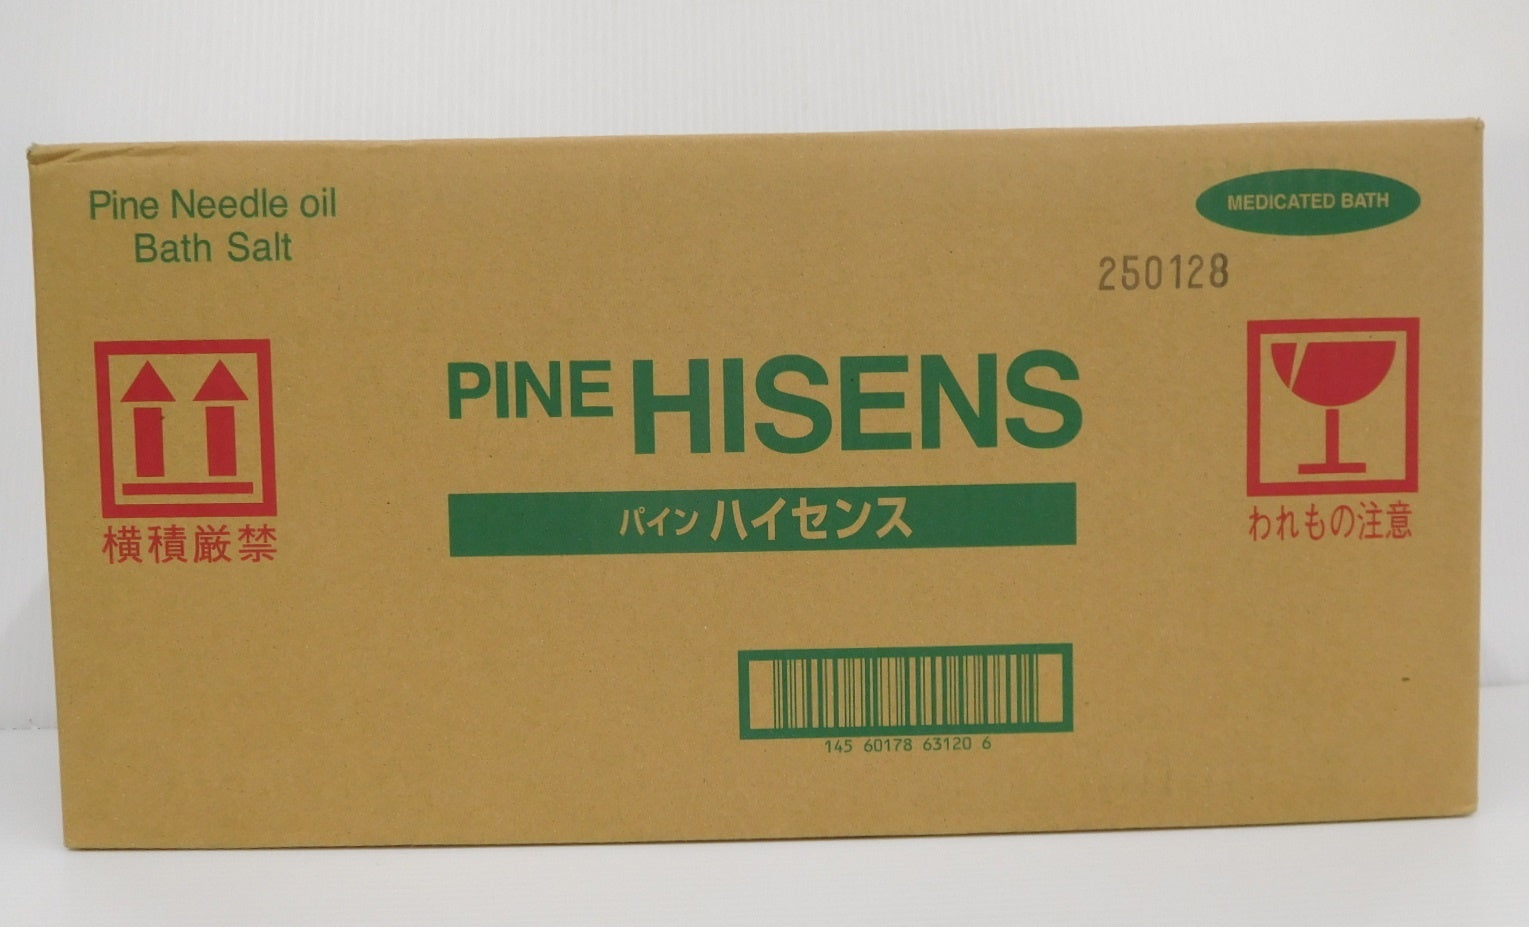 Pine Needle oil
Bath Salt
MEDICATED BATH
250128
PINE HISENS
パイン ハイセンス
横積厳禁
われもの注意
145 60178 63120 6